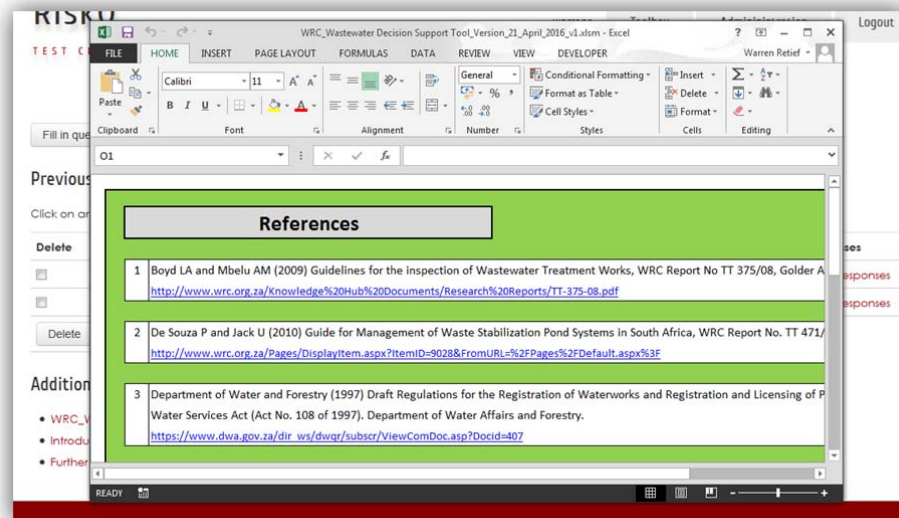 WRC_Wastewater Decision Support Tool_Version_21_April_2016_v1.xlsm - Excel
Logout
TEST
FILE HOME INSERT PAGE LAYOUT FORMULAS DATA REVIEW VIEW DEVELOPER Warren Retief
Paste
Calibri 11
General
Conditional Formatting
Format as Table
Cell Styles
Insert
Delete
Format
Clipboard Font Alignment Number Styles Cells Editing
O1
Fill in
Previous
Click on
Delete
Delete
References
1 Boyd LA and Mbelu AM (2009) Guidelines for the Inspection of Wastewater Treatment Works, WRC Report No TT 375/08, Golder A
http://www.wrc.org.za/Knowledge%20Hub%20Documents/Research%20Reports/TT-375-08.pdf
2 De Souza P and Jack U (2010) Guide for Management of Waste Stabilization Pond Systems in South Africa, WRC Report No. TT 471/
http://www.wrc.org.za/Pages/DisplayItem.aspx?ItemID=9028&FromURL=%2FPages%2FDefault.aspx%3F
3 Department of Water and Forestry (1997) Draft Regulations for the Registration of Waterworks and Registration and Licensing of P
Water Services Act (Act No. 108 of 1997). Department of Water Affairs and Forestry.
https://www.dwa.gov.za/dir_ws/dwqr/subscr/ViewComDoc.asp?Docid=407
Addition
• WRC_
• Introdu
• Further
READY